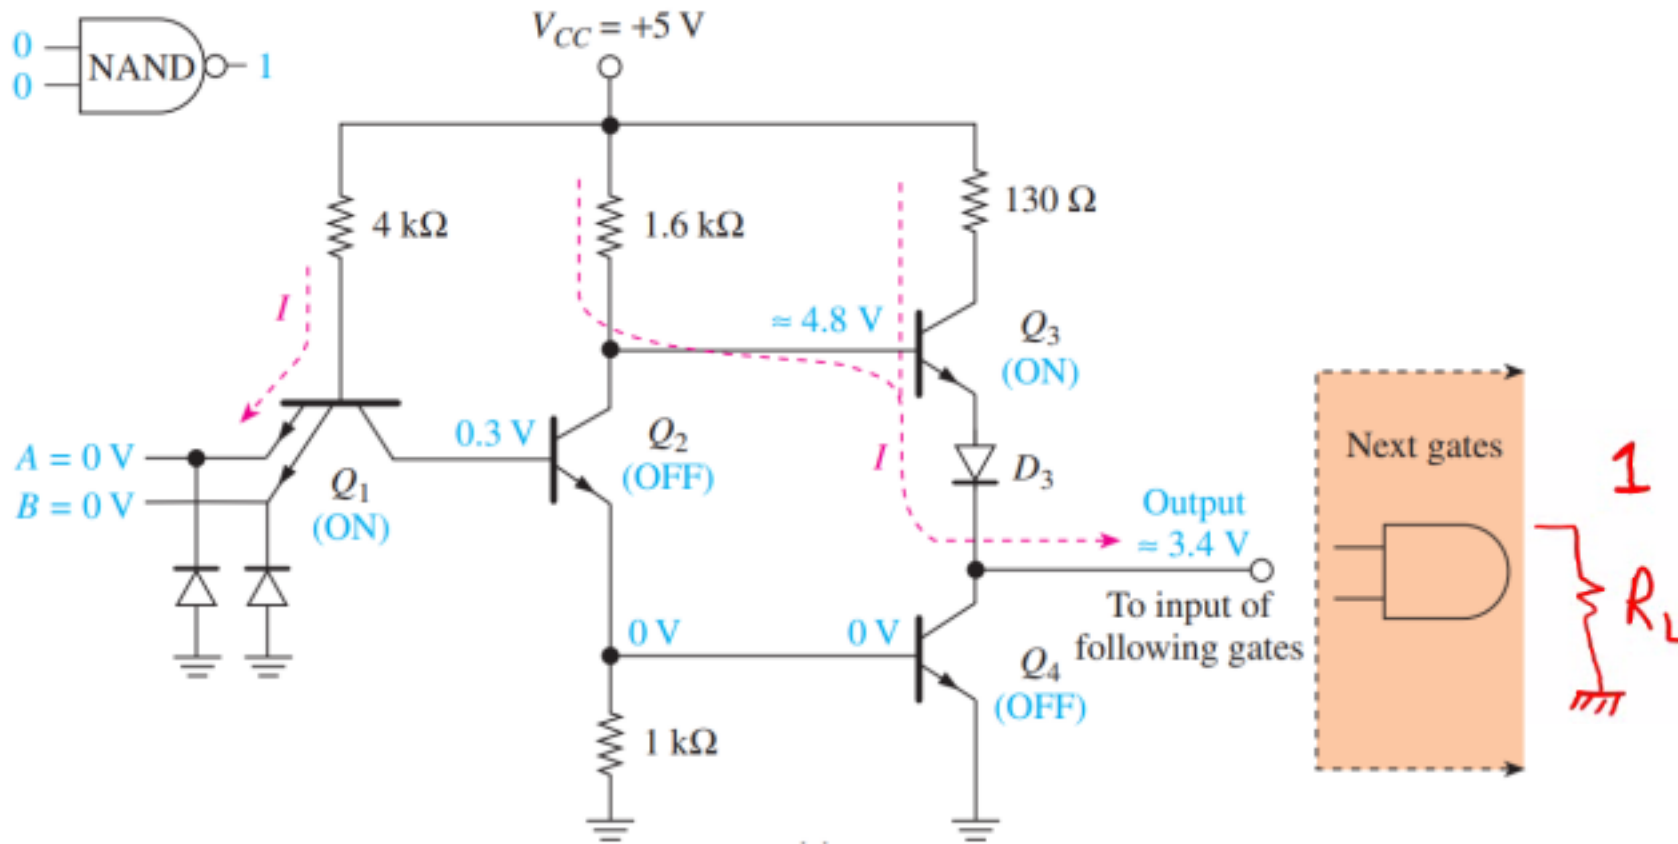 V_CC = +5 V
0
0
NAND
1
4 kΩ
1.6 kΩ
130 Ω
I
≈ 4.8 V
Q3
(ON)
0.3 V
Q2
(OFF)
A = 0 V
B = 0 V
Q1
(ON)
I
D3
Output
≈ 3.4 V
To input of
following gates
Next gates
1
RL
0 V
0 V
Q4
(OFF)
1 kΩ